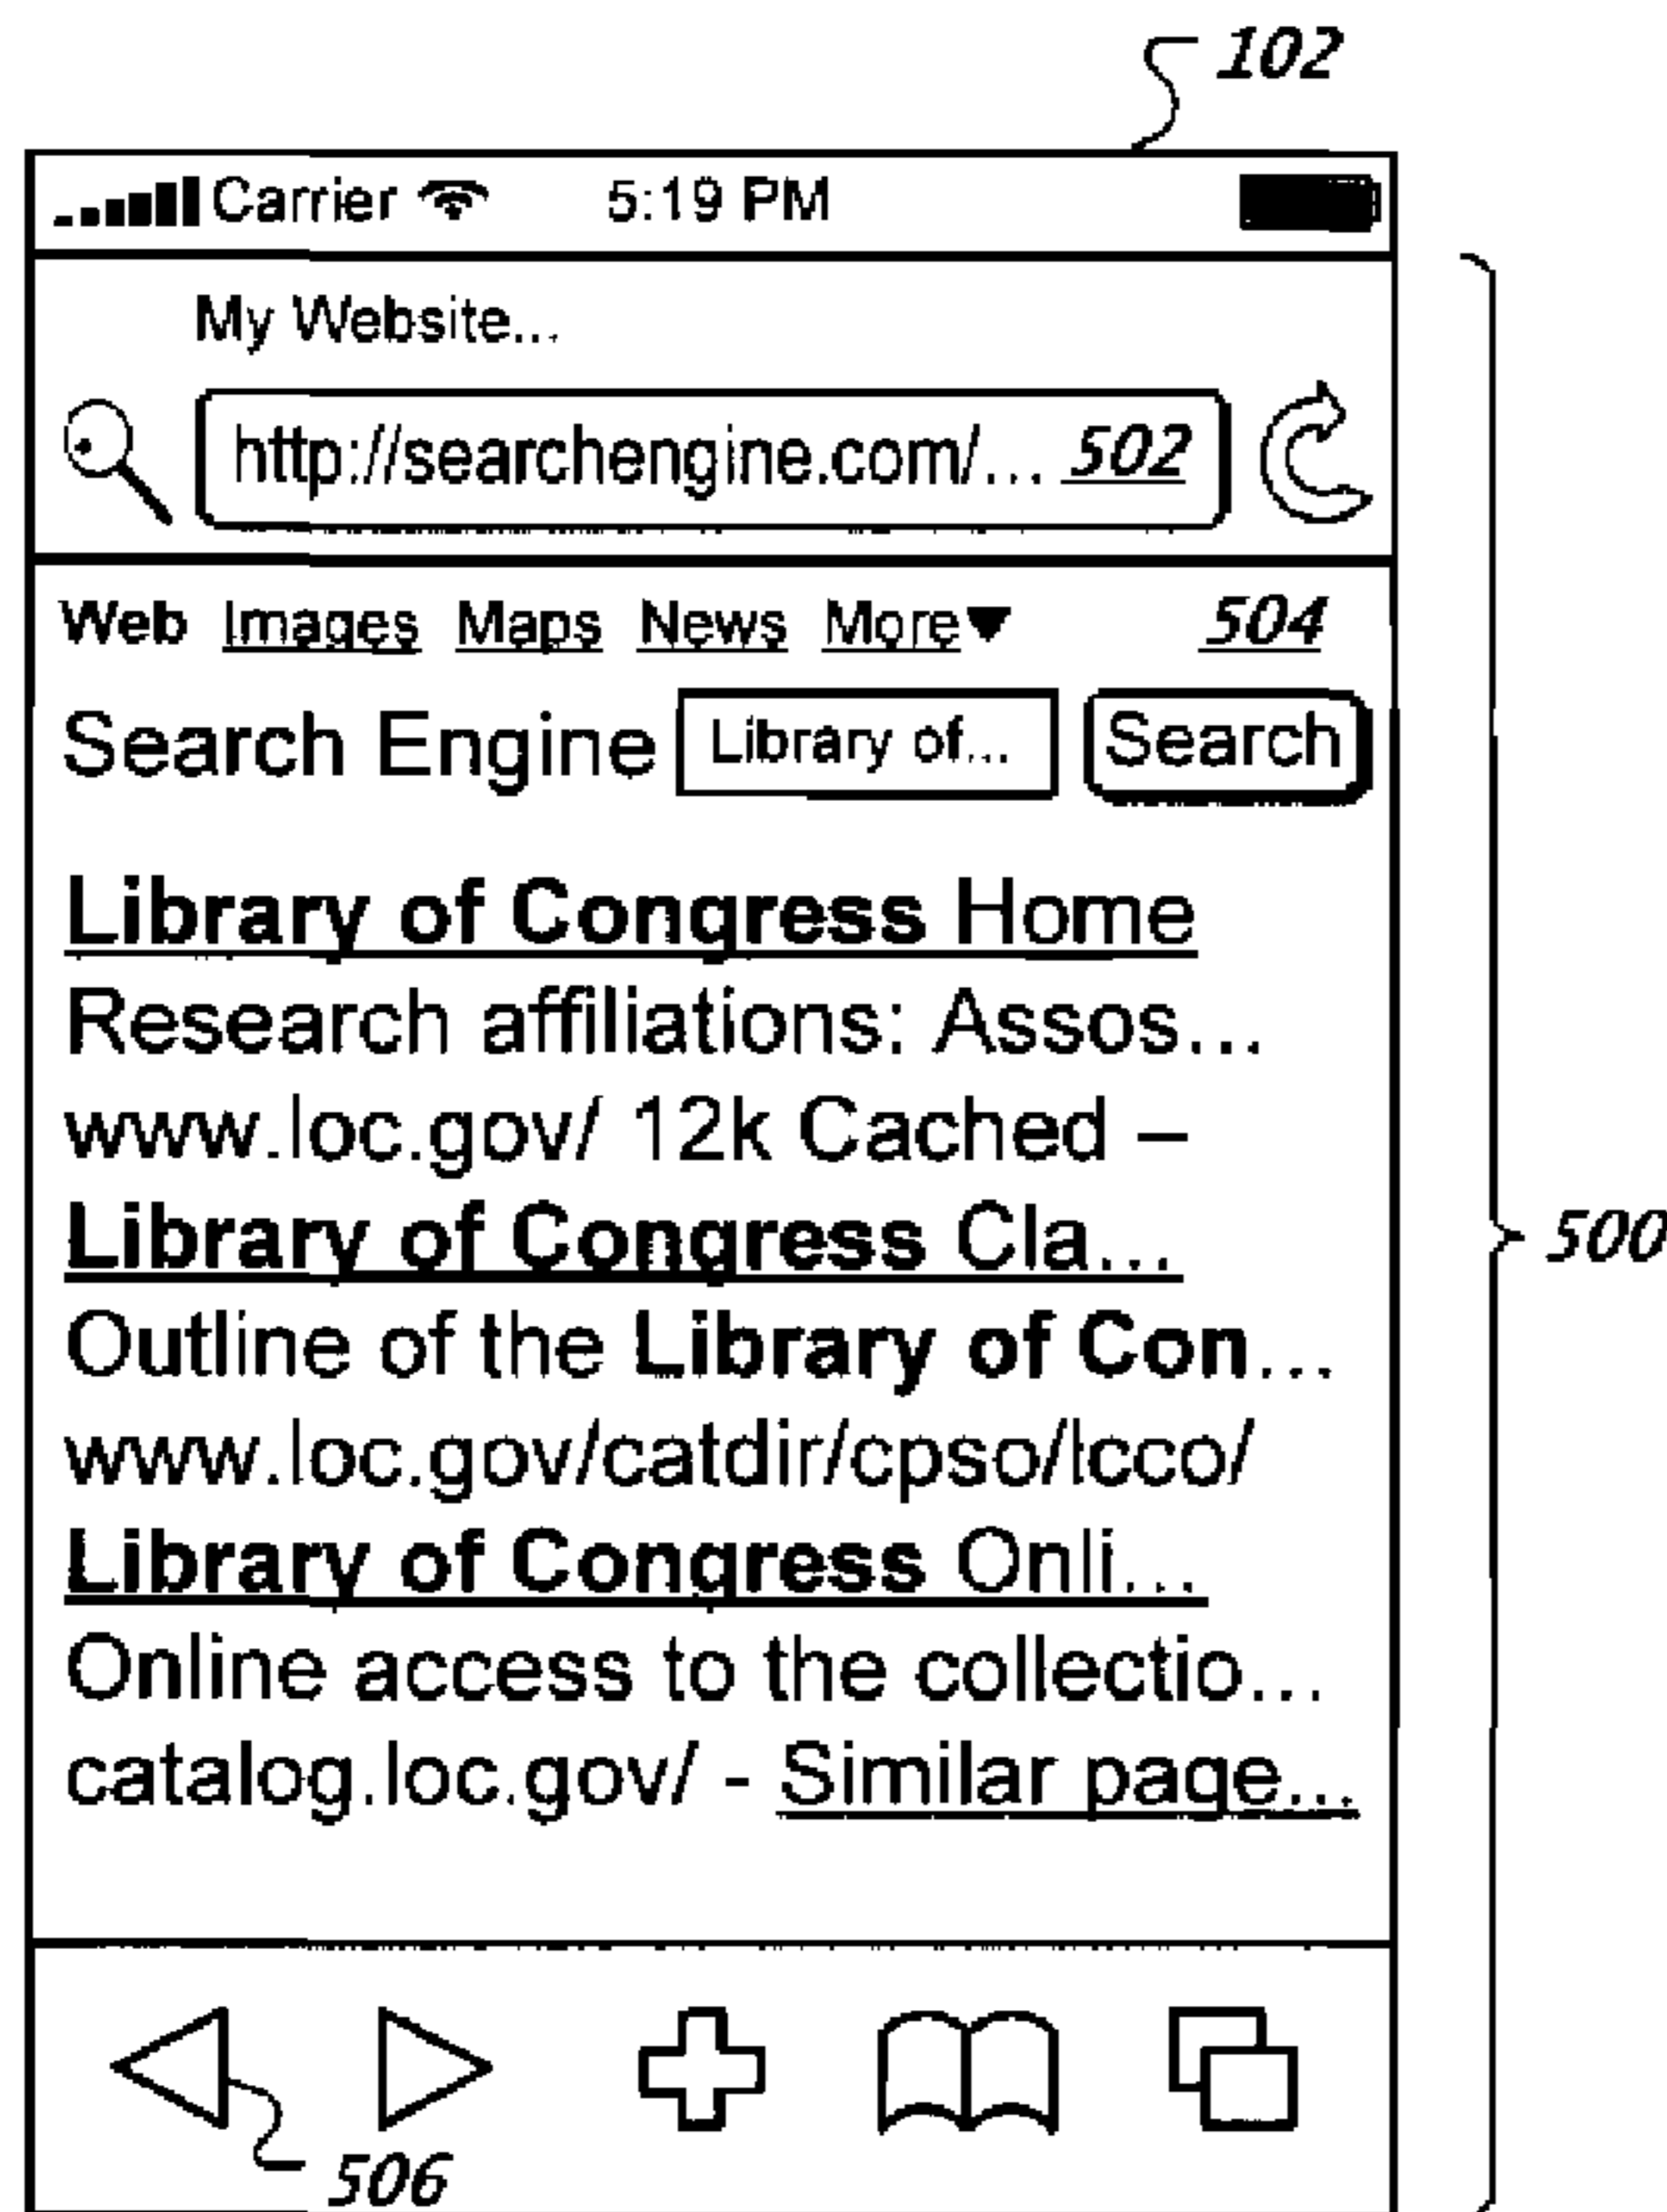 102
Carrier 5:19 PM
My Website...
http://searchengine.com/... 502
Web Images Maps News More 504
Search Engine Library of... Search
Library of Congress Home
Research affiliations: Assos...
www.loc.gov/ 12k Cached –
Library of Congress Cla...
500
Outline of the Library of Con...
www.loc.gov/catdir/cpso/lcco/
Library of Congress Onli...
Online access to the collectio...
catalog.loc.gov/ - Similar page...
506